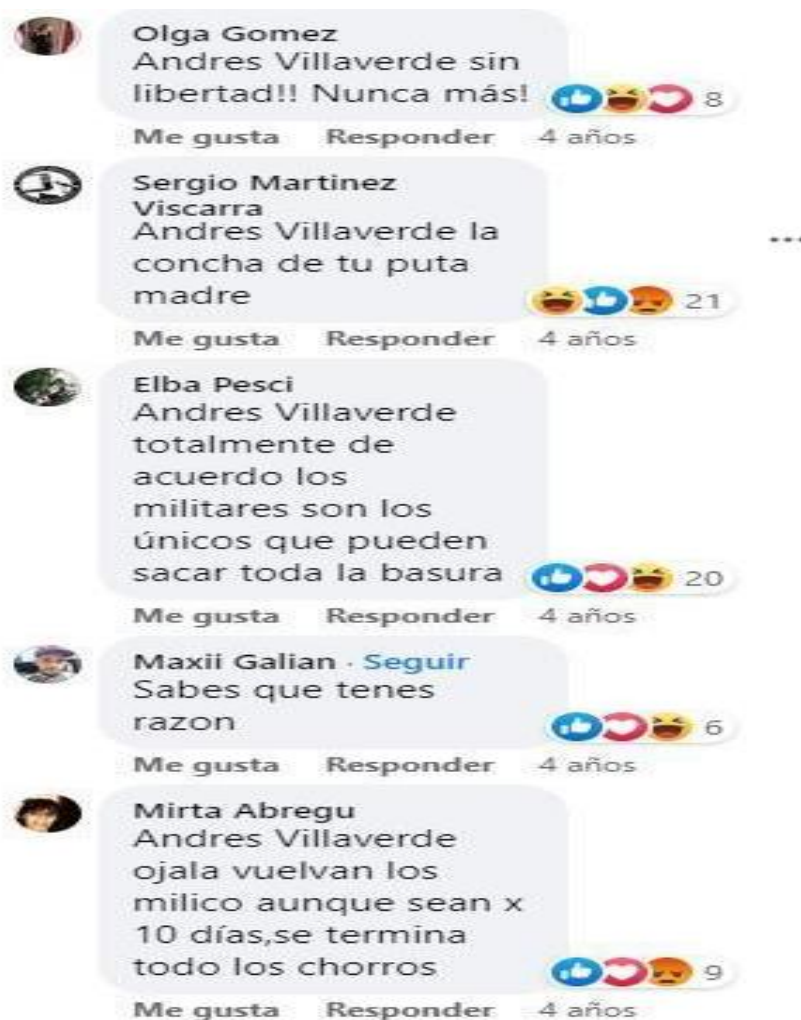 Olga Gomez
Andres Villaverde sin
libertad!! Nunca más!
8
Me gusta Responder 4 años
Sergio Martinez
Viscarra
Andres Villaverde la
concha de tu puta
madre
21
Me gusta Responder 4 años
Elba Pesci
Andres Villaverde
totalmente de
acuerdo los
militares son los
únicos que pueden
sacar toda la basura
20
Me gusta Responder 4 años
Maxii Galian · Seguir
Sabes que tenes
razon
6
Me gusta Responder 4 años
Mirta Abregu
Andres Villaverde
ojala vuelvan los
milico aunque sean x
10 días,se termina
todo los chorros
9
Me gusta Responder 4 años